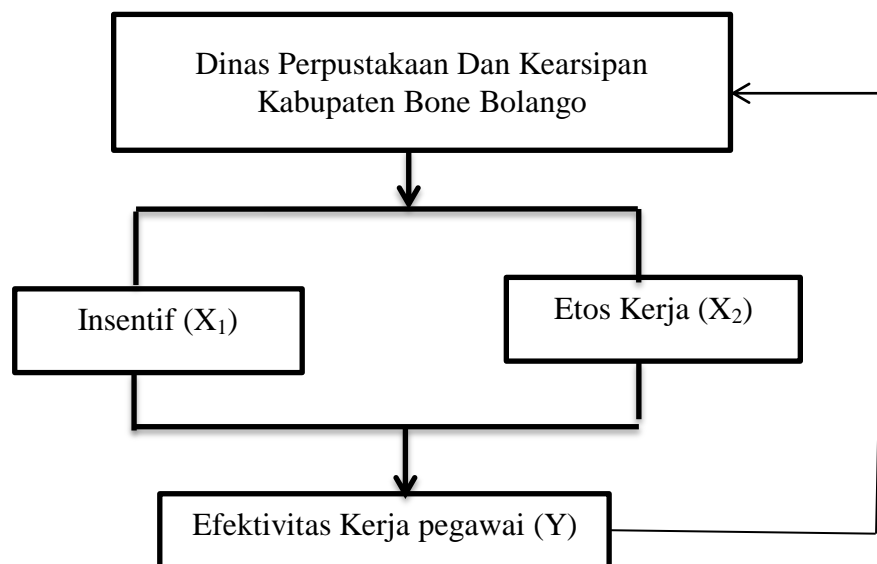 Dinas Perpustakaan Dan Kearsipan
Kabupaten Bone Bolango
Insentif (X₁)
Etos Kerja (X₂)
Efektivitas Kerja pegawai (Y)